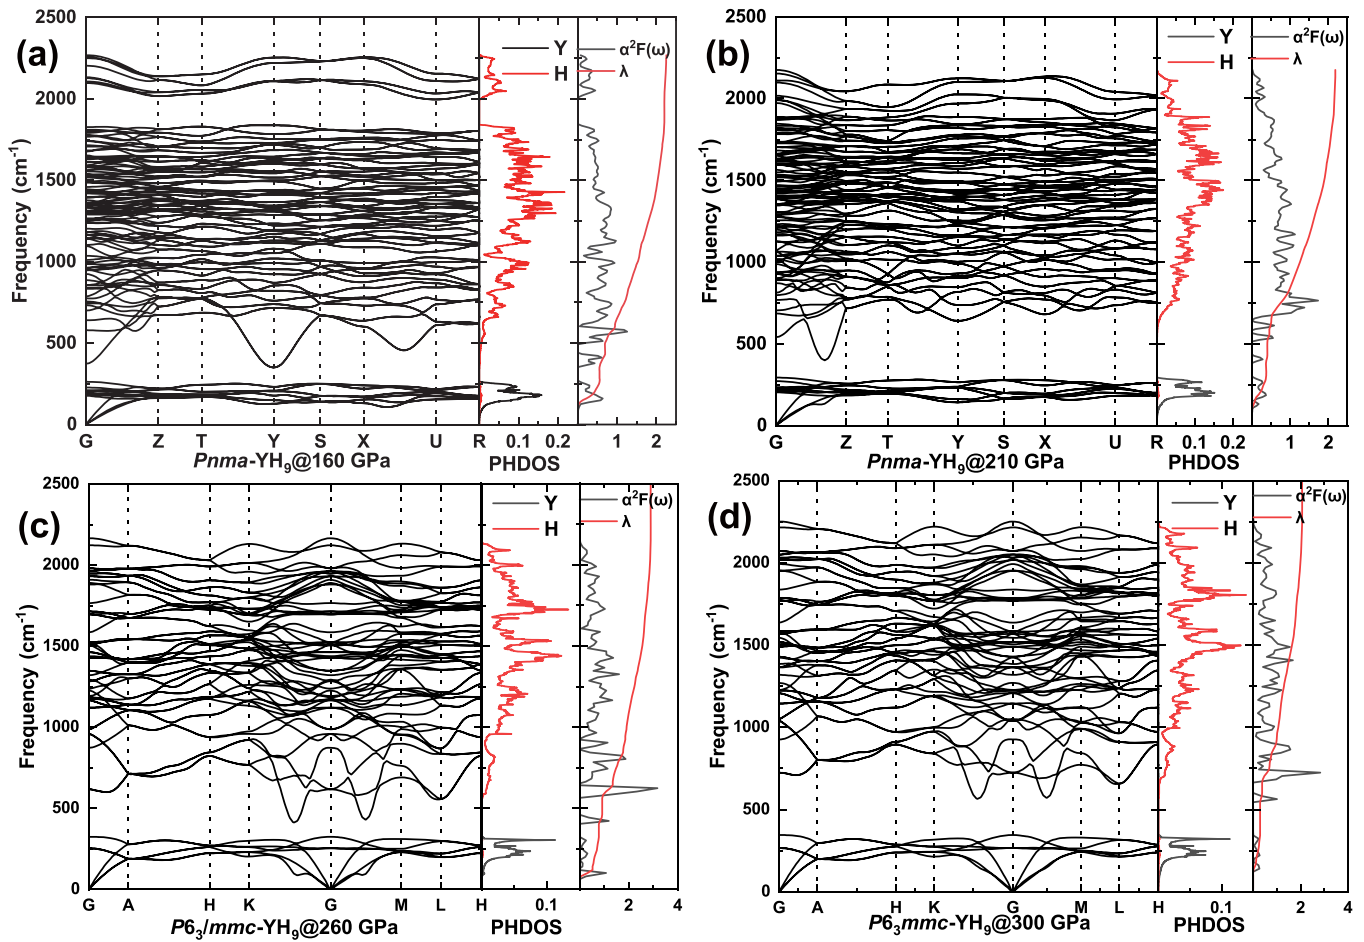 (a)
2500
2000
1500
1000
500
0
Frequency (cm⁻¹)
G Z T Y S X U R
Y
H
α²F(ω)
λ
0.1 0.2
1 2
Pnma-YH₉@160 GPa
PHDOS
(b)
2500
2000
1500
1000
500
0
Frequency (cm⁻¹)
G Z T Y S X U R
Y
H
α²F(ω)
λ
0.1 0.2
1 2
Pnma-YH₉@210 GPa
PHDOS
(c)
2500
2000
1500
1000
500
0
Frequency (cm⁻¹)
G A H K G M L H
Y
H
α²F(ω)
λ
0.1
2 4
P6₃/mmc-YH₉@260 GPa
PHDOS
(d)
2500
2000
1500
1000
500
0
Frequency (cm⁻¹)
G A H K G M L H
Y
H
α²F(ω)
λ
0.1
2 4
P6₃mmc-YH₉@300 GPa
PHDOS